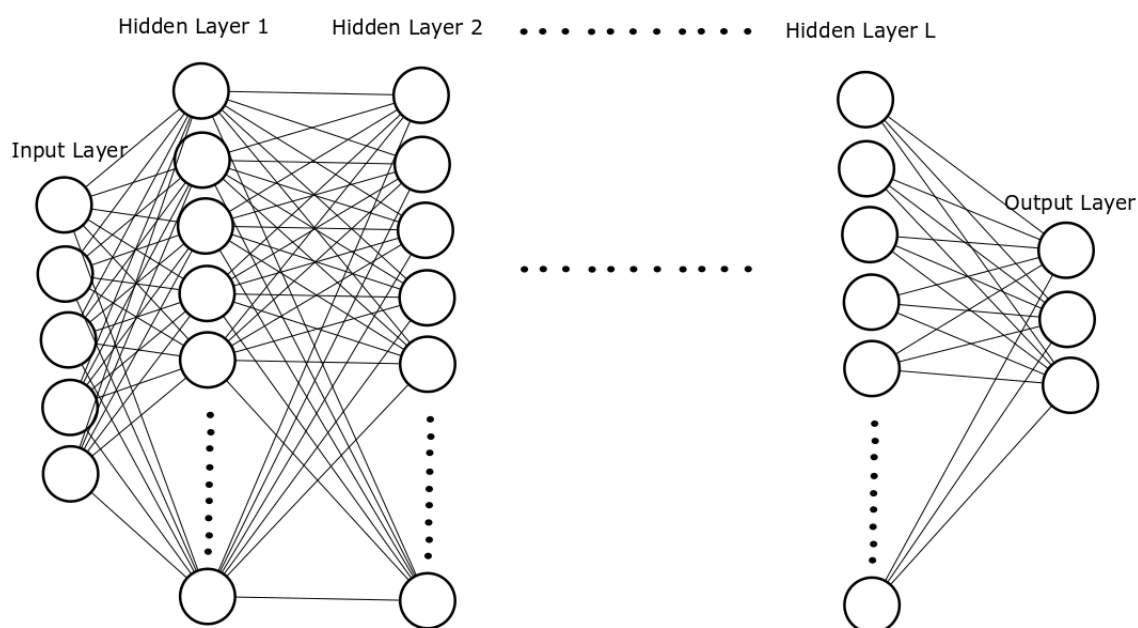 Hidden Layer 1
Hidden Layer 2
Hidden Layer L
Input Layer
Output Layer